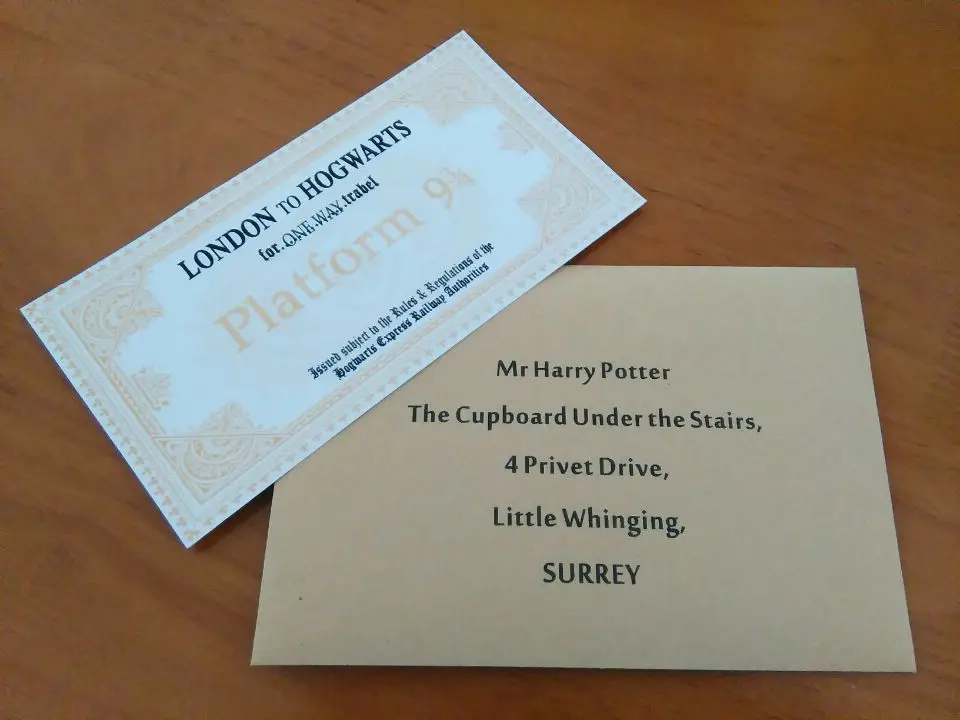 LONDON TO HOGWARTS
for ONE WAY travel
Platform 9¾
Issued subject to the Rules & Regulations of the
Hogwarts Express Railway Authorities
Mr Harry Potter
The Cupboard Under the Stairs,
4 Privet Drive,
Little Whinging,
SURREY